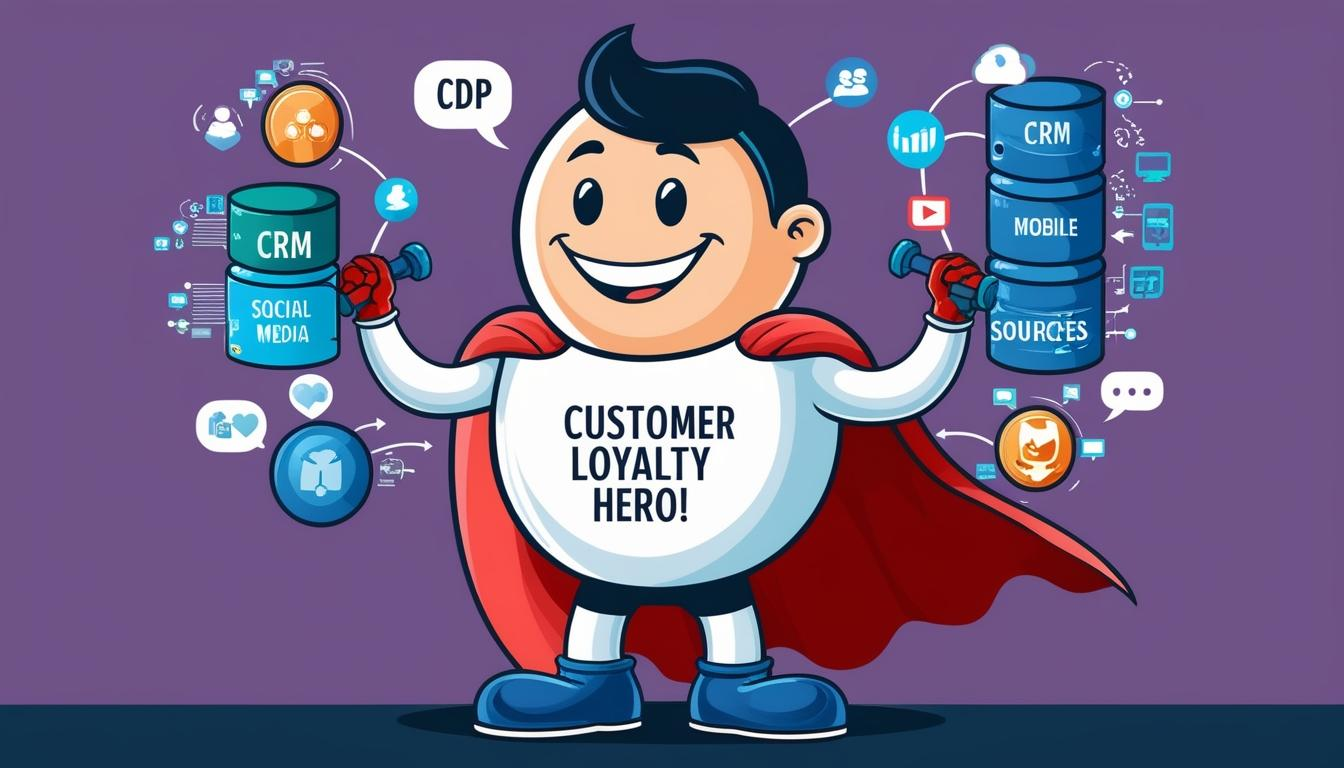 CDP
CRM
CRM
MOBILE
SOCIAL
MEDIA
SOURCES
CUSTOMER
LOYALTY
HERO!